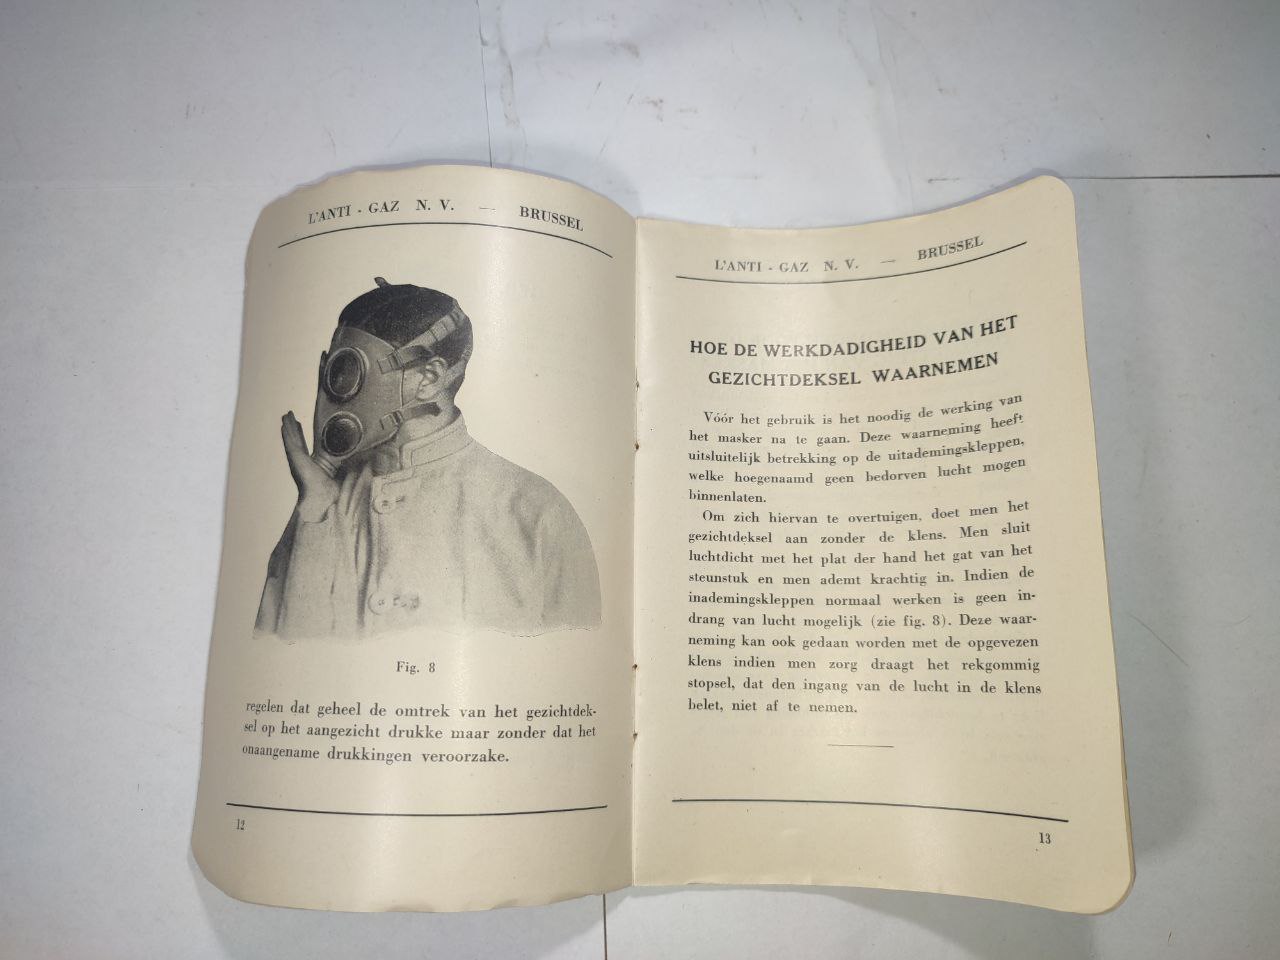 L'ANTI - GAZ N. V. — BRUSSEL
Fig. 8
regelen dat geheel de omtrek van het gezichtdek-
sel op het aangezicht drukke maar zonder dat het
onaangename drukkingen veroorzake.
12
L'ANTI - GAZ N. V. — BRUSSEL
HOE DE WERKDADIGHEID VAN HET
GEZICHTDEKSEL WAARNEMEN
Vóór het gebruik is het noodig de werking van
het masker na te gaan. Deze waarneming heeft
uitsluitelijk betrekking op de uitademingskleppen,
welke hoegenaamd geen bedorven lucht mogen
binnenlaten.
Om zich hiervan te overtuigen, doet men het
gezichtdeksel aan zonder de klens. Men sluit
luchtdicht met het plat der hand het gat van het
steunstuk en men ademt krachtig in. Indien de
inademingskleppen normaal werken is geen in-
drang van lucht mogelijk (zie fig. 8). Deze waar-
neming kan ook gedaan worden met de opgevezen
klens indien men zorg draagt het rekgommig
stopsel, dat den ingang van de lucht in de klens
belet, niet af te nemen.
13